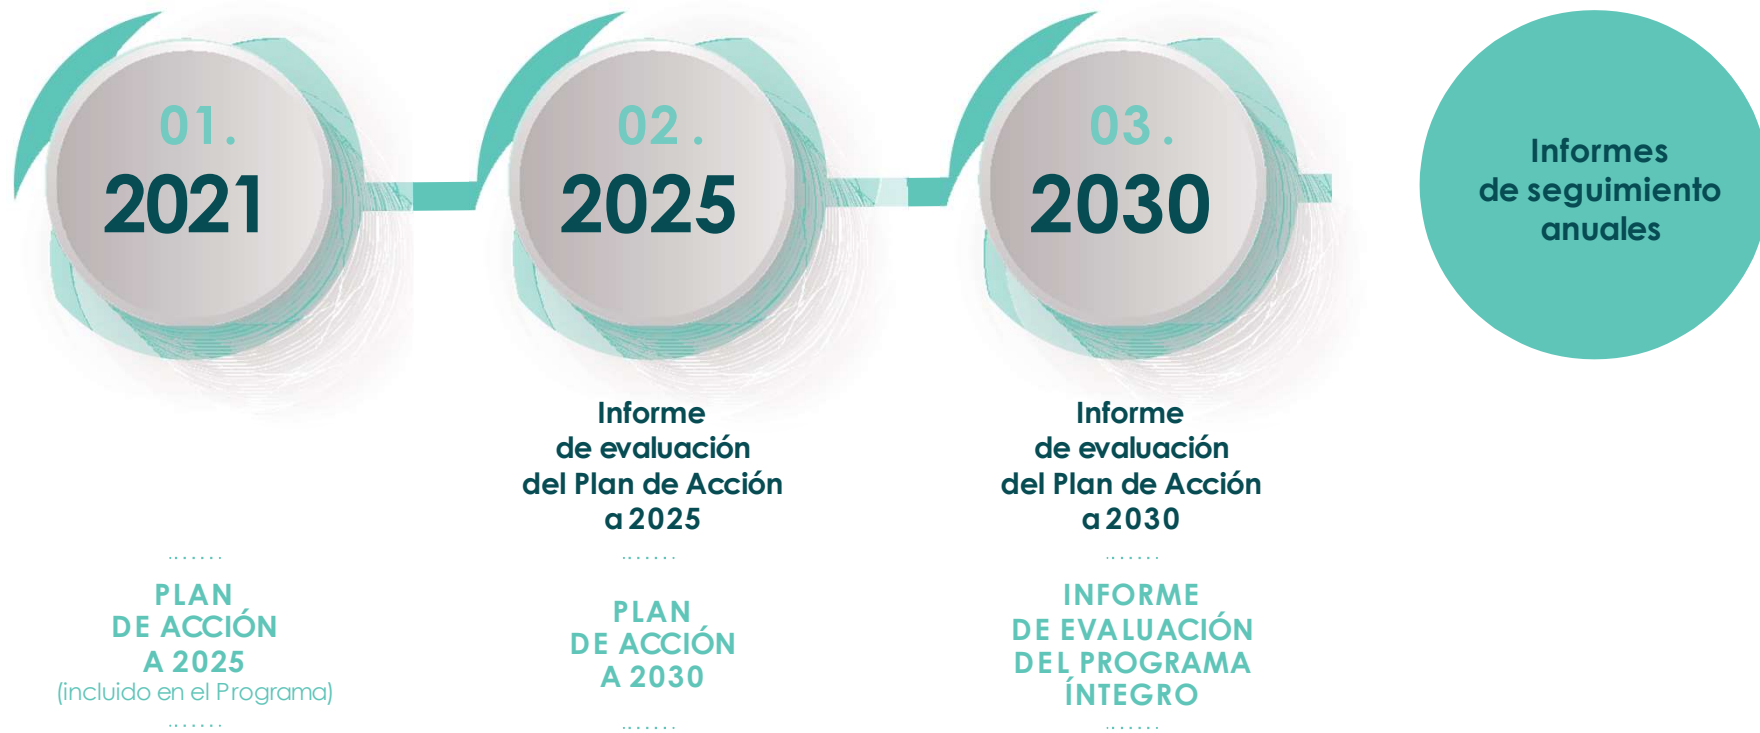 01.
2021
PLAN
DE ACCIÓN
A 2025
(incluido en el Programa)
02.
2025
Informe
de evaluación
del Plan de Acción
a 2025
PLAN
DE ACCIÓN
A 2030
03.
2030
Informe
de evaluación
del Plan de Acción
a 2030
INFORME
DE EVALUACIÓN
DEL PROGRAMA
ÍNTEGRO
Informes
de seguimiento
anuales